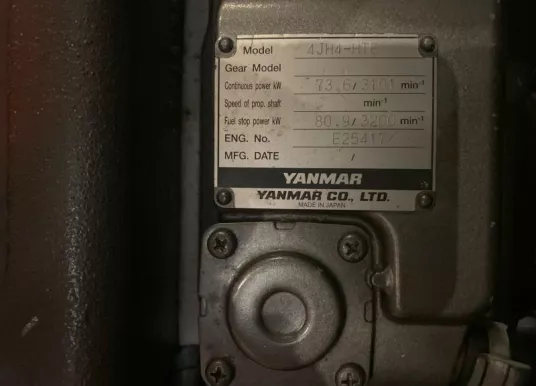 Model 4JH4-HTE
Gear Model
Continuous power kW 73.6/3101 min-1
Speed of prop. shaft min-1
Fuel stop power kW 80.9/3200 min-1
ENG. No.
MFG. DATE /
YANMAR
YANMAR CO., LTD.
MADE IN JAPAN